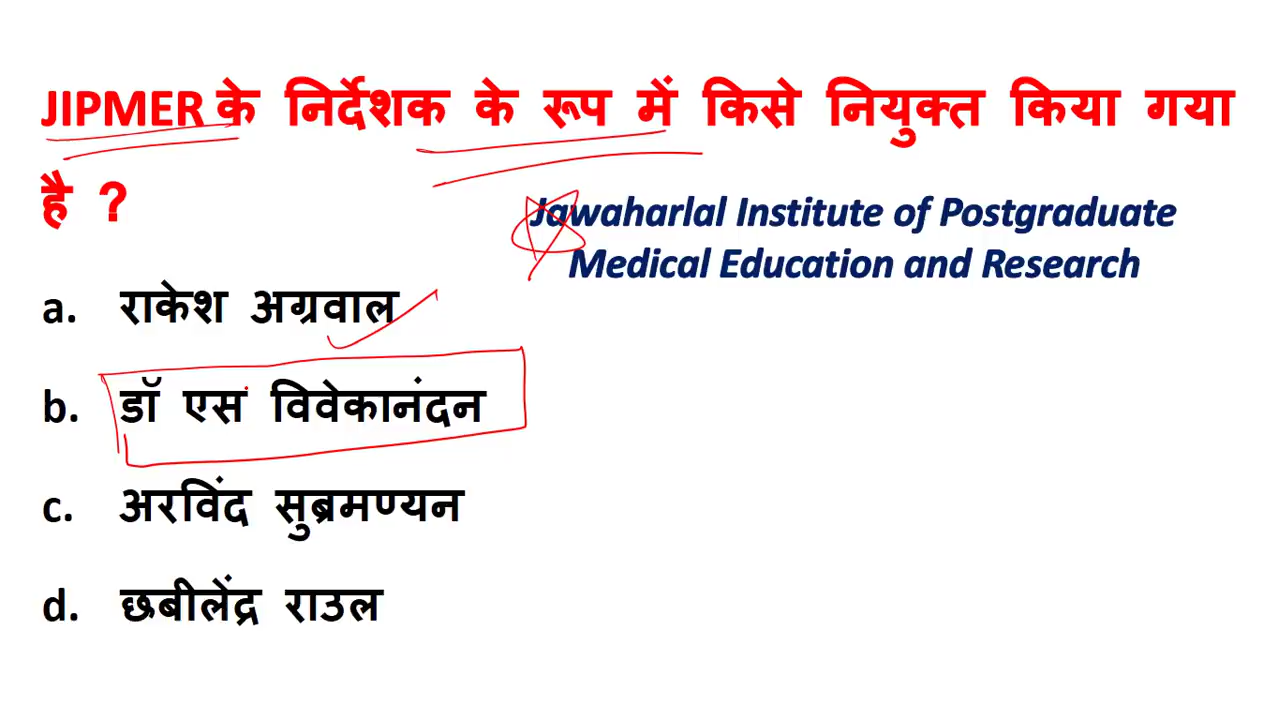 JIPMER के निर्देशक के रूप में किसे नियुक्त किया गया
है ?
Jawaharlal Institute of Postgraduate
Medical Education and Research
a. राकेश अग्रवाल
b. डॉ एस विवेकानंदन
c. अरविंद सुब्रमण्यन
d. छबीलेंद्र राउल